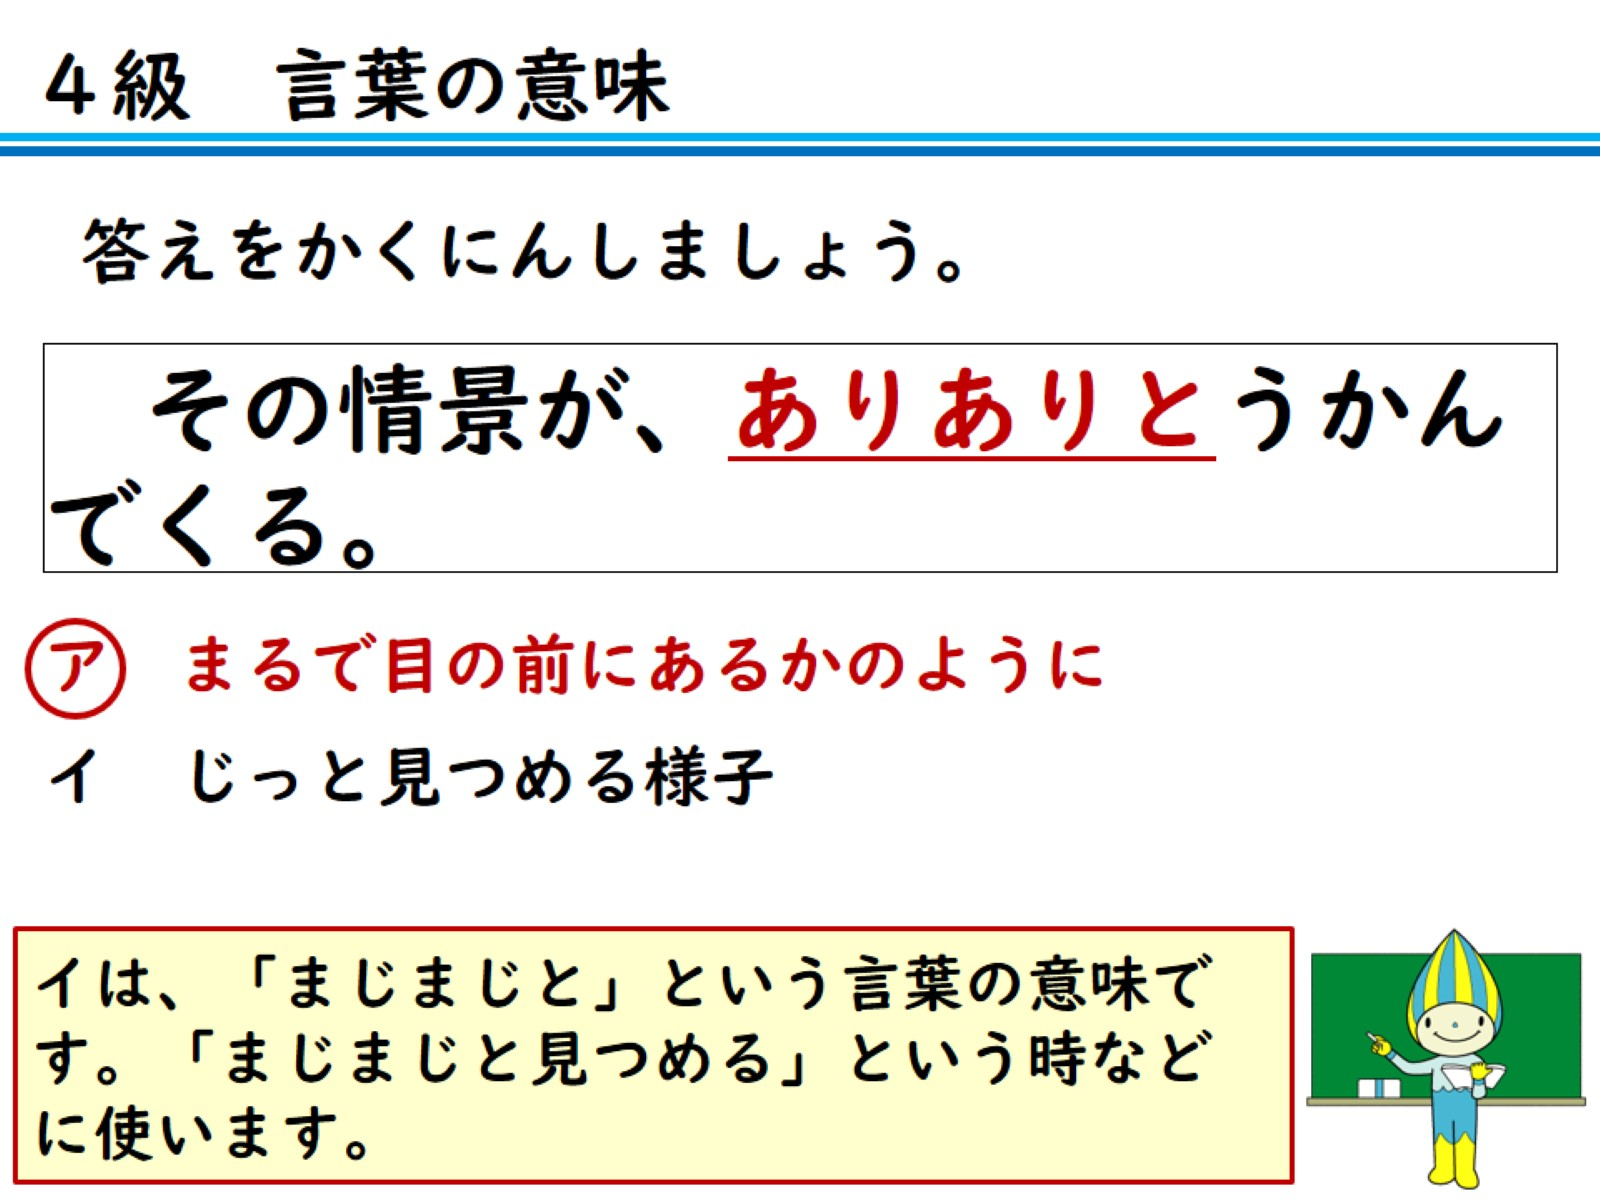 ４級　言葉の意味
答えをかくにんしましょう。
その情景が、ありありとうかん
でくる。
ア　まるで目の前にあるかのように
イ　じっと見つめる様子
イは、「まじまじと」という言葉の意味で
す。「まじまじと見つめる」という時など
に使います。